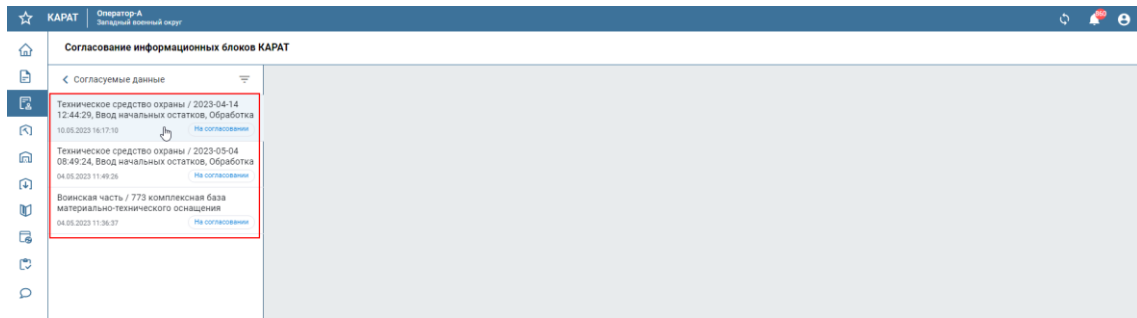 КАРАТ
Оператор-А
Западный военный округ
Согласование информационных блоков КАРАТ
Согласуемые данные
Техническое средство охраны / 2023-04-14
12:44:29, Ввод начальных остатков, Обработка
10.05.2023 16:17:10 На согласовании
Техническое средство охраны / 2023-05-04
08:49:24, Ввод начальных остатков, Обработка
04.05.2023 11:49:26 На согласовании
Воинская часть / 773 комплексная база
материально-технического оснащения
04.05.2023 11:36:37 На согласовании